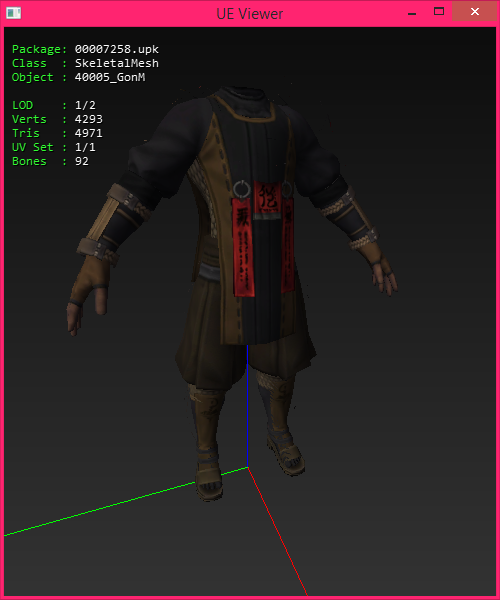 UE Viewer
Package: 00007258.upk
Class : SkeletalMesh
Object : 40005_GonM
LOD : 1/2
Verts : 4293
Tris : 4971
UV Set : 1/1
Bones : 92